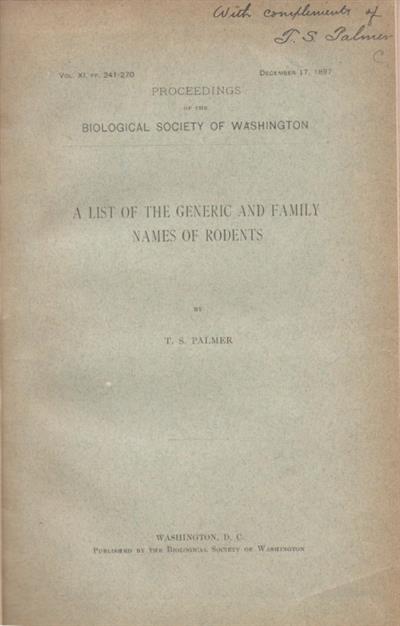 With compliments of
T. S. Palmer
C.
VOL. XI, PP. 241-270 DECEMBER 17, 1897
PROCEEDINGS
OF THE
BIOLOGICAL SOCIETY OF WASHINGTON
A LIST OF THE GENERIC AND FAMILY
NAMES OF RODENTS
BY
T. S. PALMER
WASHINGTON, D. C.
PUBLISHED BY THE BIOLOGICAL SOCIETY OF WASHINGTON